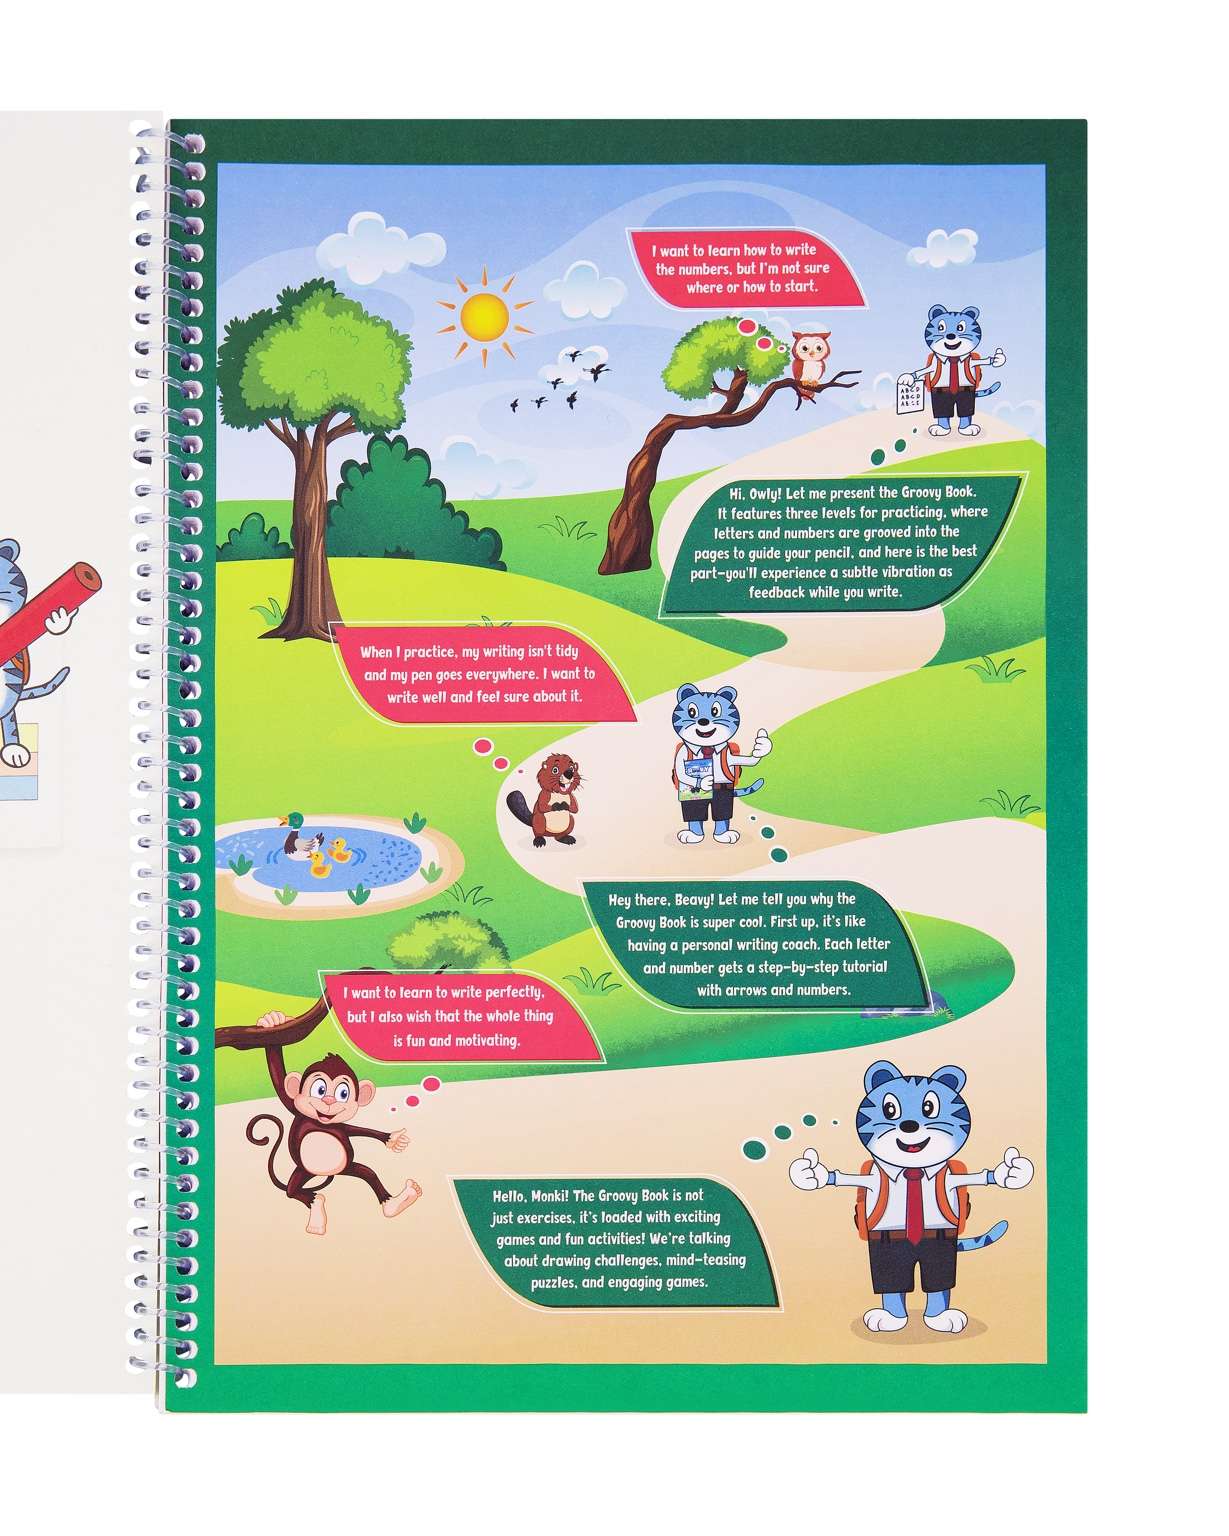 I want to learn how to write
the numbers, but I'm not sure
where or how to start.
ABCD
Hi, Owly! Let me present the Groovy Book.
It features three levels for practicing, where
letters and numbers are grooved into the
pages to guide your pencil, and here is the best
part–you'll experience a subtle vibration as
feedback while you write.
When I practice, my writing isn't tidy
and my pen goes everywhere. I want to
write well and feel sure about it.
Hey there, Beavy! Let me tell you why the
Groovy Book is super cool. First up, it's like
having a personal writing coach. Each letter
and number gets a step-by-step tutorial
with arrows and numbers.
I want to learn to write perfectly,
but I also wish that the whole thing
is fun and motivating.
Hello, Monki! The Groovy Book is not
just exercises, it's loaded with exciting
games and fun activities! We're talking
about drawing challenges, mind-teasing
puzzles, and engaging games.